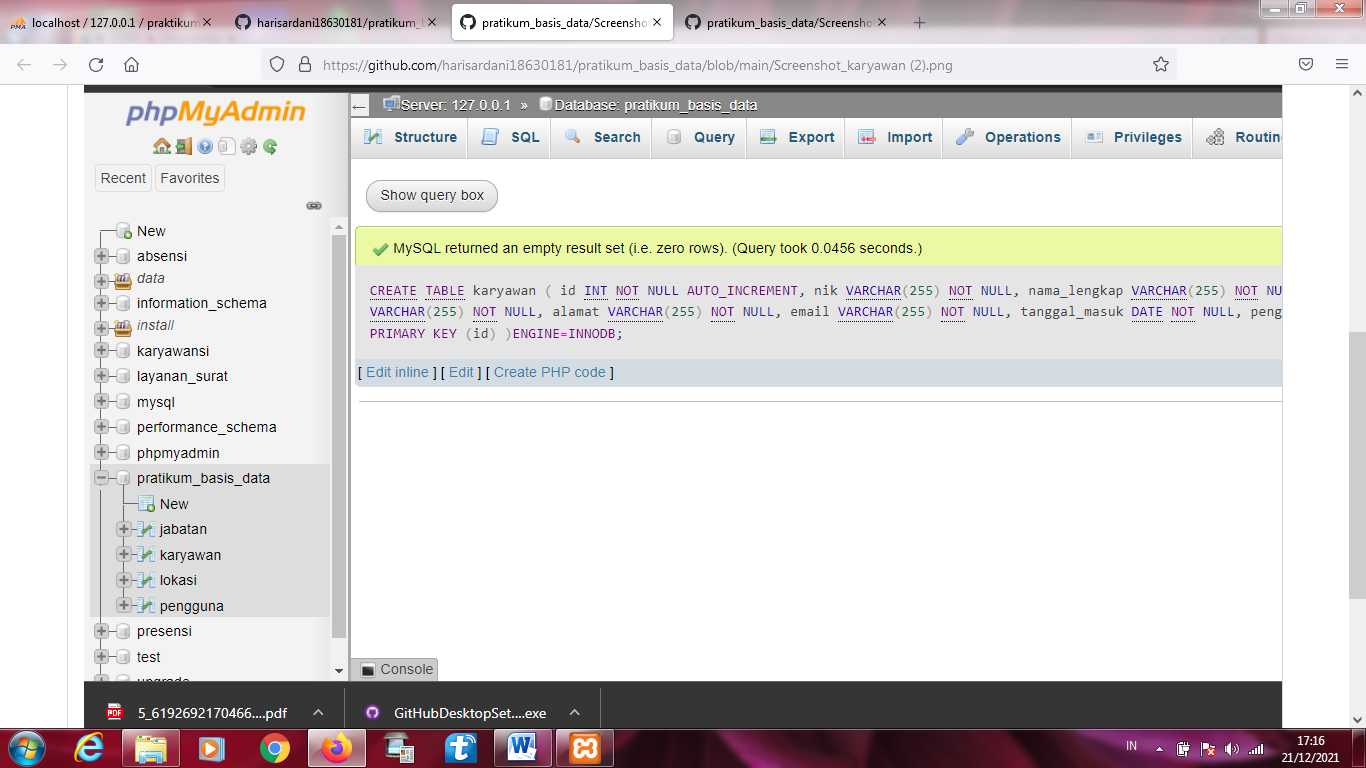 localhost / 127.0.0.1 / praktikum
harisardani18630181/pratikum_
pratikum_basis_data/Screensho
pratikum_basis_data/Screensho
https://github.com/harisardani18630181/pratikum_basis_data/blob/main/Screenshot_karyawan (2).png
phpMyAdmin
Recent
Favorites
New
absensi
data
information_schema
install
karyawansi
layanan_surat
mysql
performance_schema
phpmyadmin
pratikum_basis_data
New
jabatan
karyawan
lokasi
pengguna
presensi
test
Server: 127.0.0.1 » Database: pratikum_basis_data
Structure SQL Search Query Export Import Operations Privileges Routin
Show query box
MySQL returned an empty result set (i.e. zero rows). (Query took 0.0456 seconds.)
CREATE TABLE karyawan ( id INT NOT NULL AUTO_INCREMENT, nik VARCHAR(255) NOT NULL, nama_lengkap VARCHAR(255) NOT NU
VARCHAR(255) NOT NULL, alamat VARCHAR(255) NOT NULL, email VARCHAR(255) NOT NULL, tanggal_masuk DATE NOT NULL, peng
PRIMARY KEY (id) )ENGINE=INNODB;
[ Edit inline ] [ Edit ] [ Create PHP code ]
Console
5_6192692170466....pdf
GitHubDesktopSet....exe
IN
17:16
21/12/2021